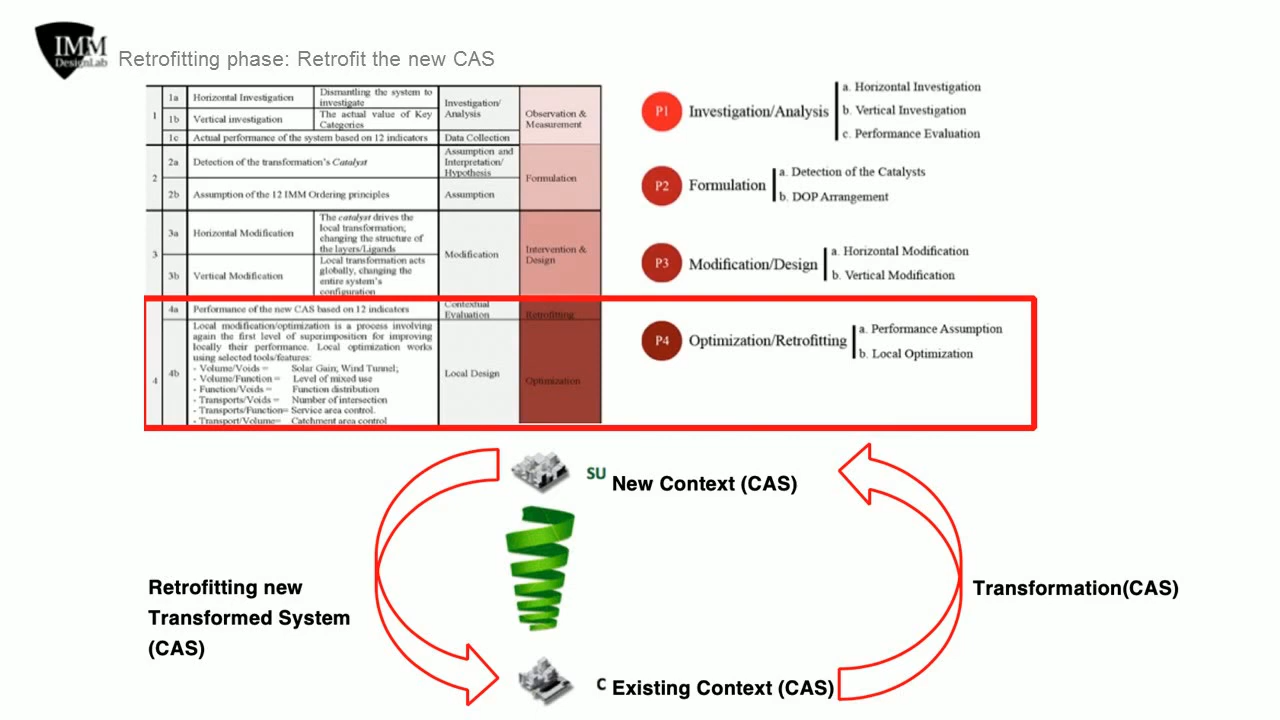 IMM
DesignLab
Retrofitting phase: Retrofit the new CAS
1
1a
Horizontal Investigation
Dismantling the system to
investigate
1b
Vertical investigation
The actual value of Key
Categories
Investigation/
Analysis
1c
Actual performance of the system based on 12 indicators
Data Collection
Observation &
Measurement
2
2a
Detection of the transformation's Catalyst
Assumption and
Interpretation/
Hypothesis
2b
Assumption of the 12 IMM Ordering principles
Assumption
Formulation
3
3a
Horizontal Modification
The catalyst drives the
local transformation;
changing the structure of
the layers/Ligands
3b
Vertical Modification
Local transformation acts
globally, changing the
entire system's
configuration
Modification
Intervention &
Design
4a
Performance of the new CAS based on 12 indicators
Contextual
Evaluation
Retrofitting
4
4b
Local modification/optimization is a process involving
again the first level of superimposition for improving
locally their performance. Local optimization works
using selected tools/features:
- Volume/Voids = Solar Gain; Wind Tunnel;
- Volume/Function= Level of mixed use
- Function/Voids = Function distribution
- Transports/Voids = Number of intersection
- Transports/Function= Service area control.
- Transport/Volume= Catchment area control
Local Design
Optimization
P1
Investigation/Analysis
a. Horizontal Investigation
b. Vertical Investigation
c. Performance Evaluation
P2
Formulation
a. Detection of the Catalysts
b. DOP Arrangement
P3
Modification/Design
a. Horizontal Modification
b. Vertical Modification
P4
Optimization/Retrofitting
a. Performance Assumption
b. Local Optimization
SU New Context (CAS)
Retrofitting new
Transformed System
(CAS)
Transformation(CAS)
C Existing Context (CAS)